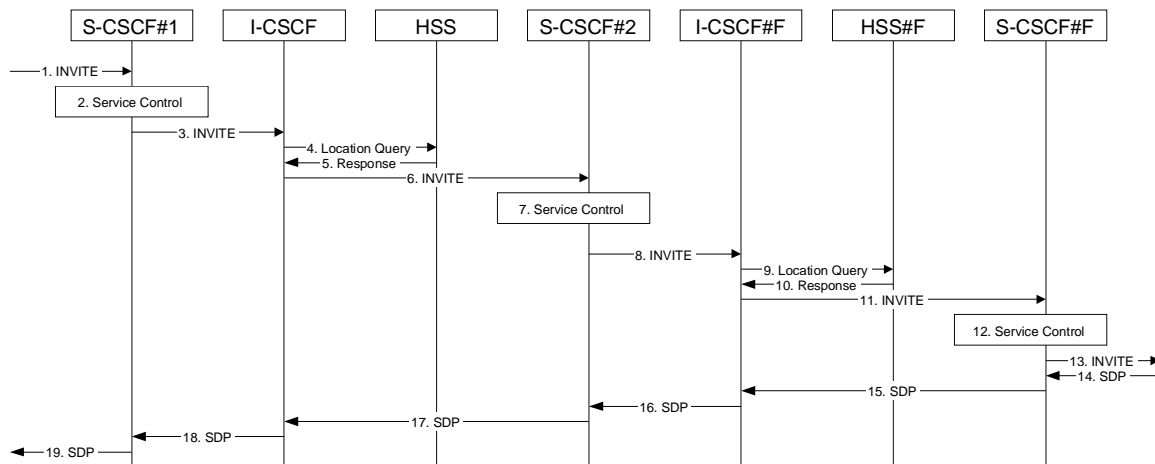 S-CSCF#1 I-CSCF HSS S-CSCF#2 I-CSCF#F HSS#F S-CSCF#F
1. INVITE
2. Service Control
3. INVITE
4. Location Query
5. Response
6. INVITE
7. Service Control
8. INVITE
9. Location Query
10. Response
11. INVITE
12. Service Control
13. INVITE
14. SDP
15. SDP
16. SDP
17. SDP
18. SDP
19. SDP